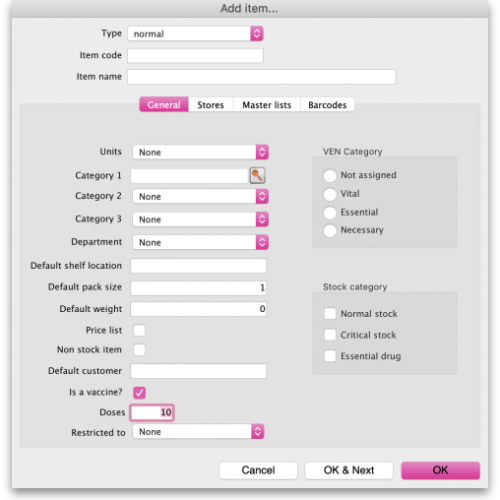 Add item...
Type normal
Item code
Item name
General Stores Master lists Barcodes
Units None
VEN Category
Category 1
Not assigned
Category 2 None
Vital
Category 3 None
Essential
Necessary
Department None
Default shelf location
Default pack size 1
Stock category
Default weight 0
Normal stock
Price list
Critical stock
Non stock item
Essential drug
Default customer
Is a vaccine?
Doses 10
Restricted to None
Cancel OK & Next OK